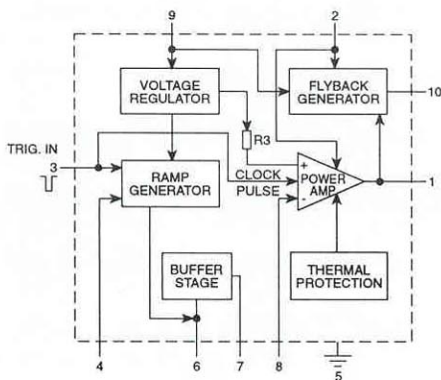 9
2
VOLTAGE
REGULATOR
FLYBACK
GENERATOR
10
R3
TRIG. IN
3
RAMP
GENERATOR
CLOCK
PULSE
+
-
POWER
AMP
1
BUFFER
STAGE
THERMAL
PROTECTION
4
6
7
8
5